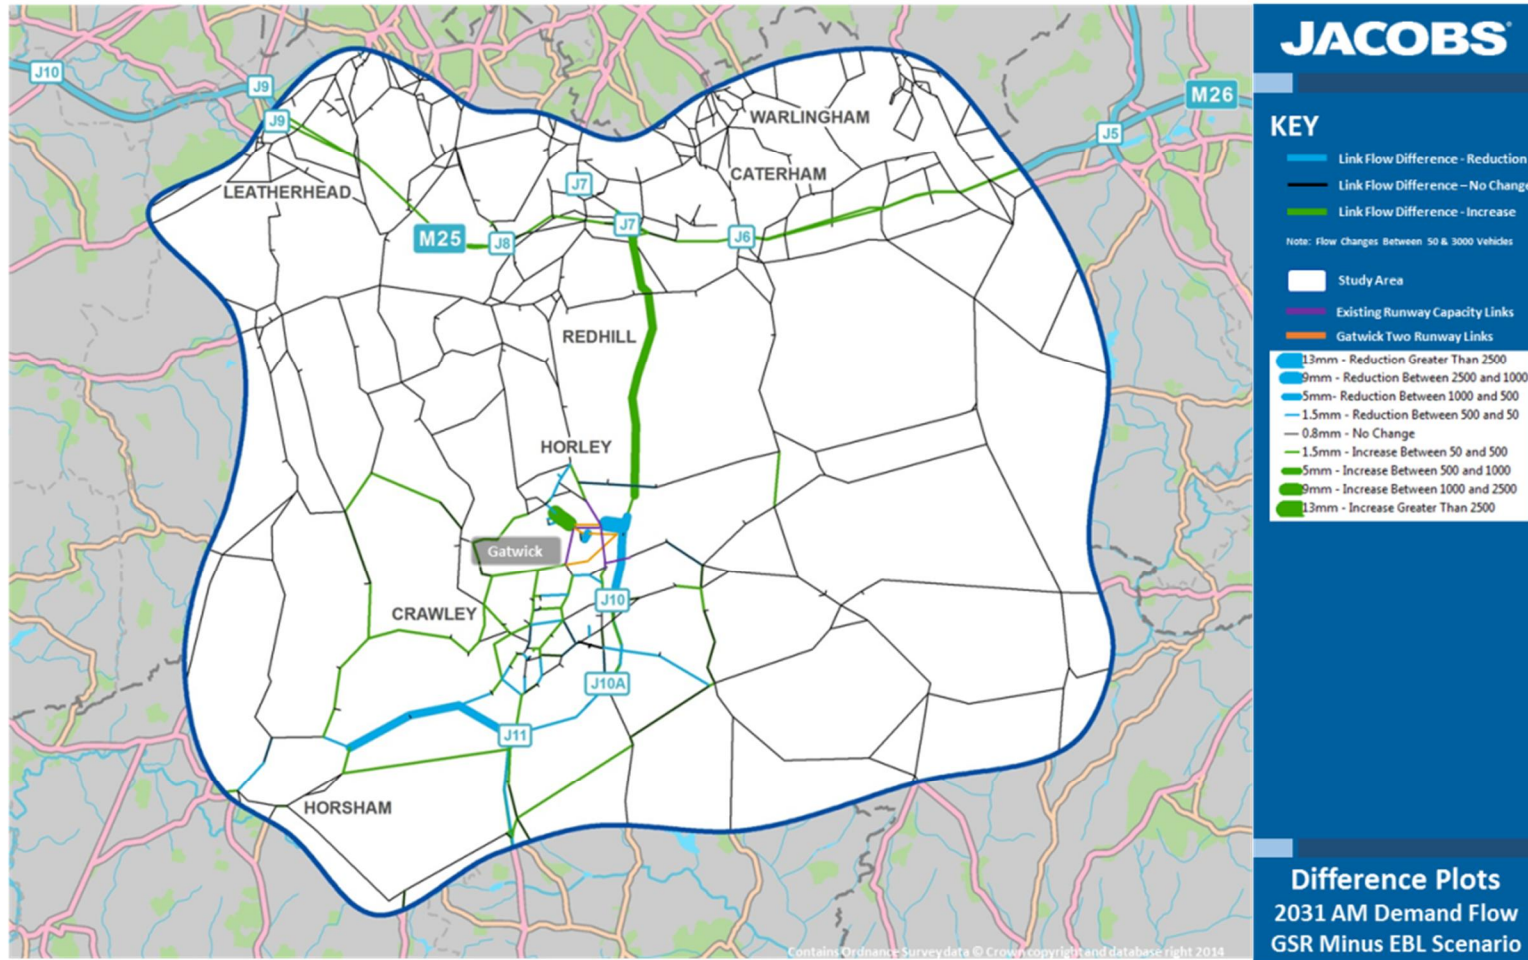 J10
J9
J9
M26
J5
WARLINGHAM
CATERHAM
LEATHERHEAD
J7
J7
M25
J8
J6
REDHILL
HORLEY
Gatwick
J10
CRAWLEY
J10A
J11
HORSHAM
Contains Ordnance Survey data © Crown copyright and database right 2014
JACOBS
KEY
Link Flow Difference - Reduction
Link Flow Difference – No Change
Link Flow Difference - Increase
Note: Flow Changes Between 50 & 3000 Vehicles
Study Area
Existing Runway Capacity Links
Gatwick Two Runway Links
13mm - Reduction Greater Than 2500
9mm - Reduction Between 2500 and 1000
5mm- Reduction Between 1000 and 500
1.5mm - Reduction Between 500 and 50
0.8mm - No Change
1.5mm - Increase Between 50 and 500
5mm - Increase Between 500 and 1000
9mm - Increase Between 1000 and 2500
13mm - Increase Greater Than 2500
Difference Plots
2031 AM Demand Flow
GSR Minus EBL Scenario